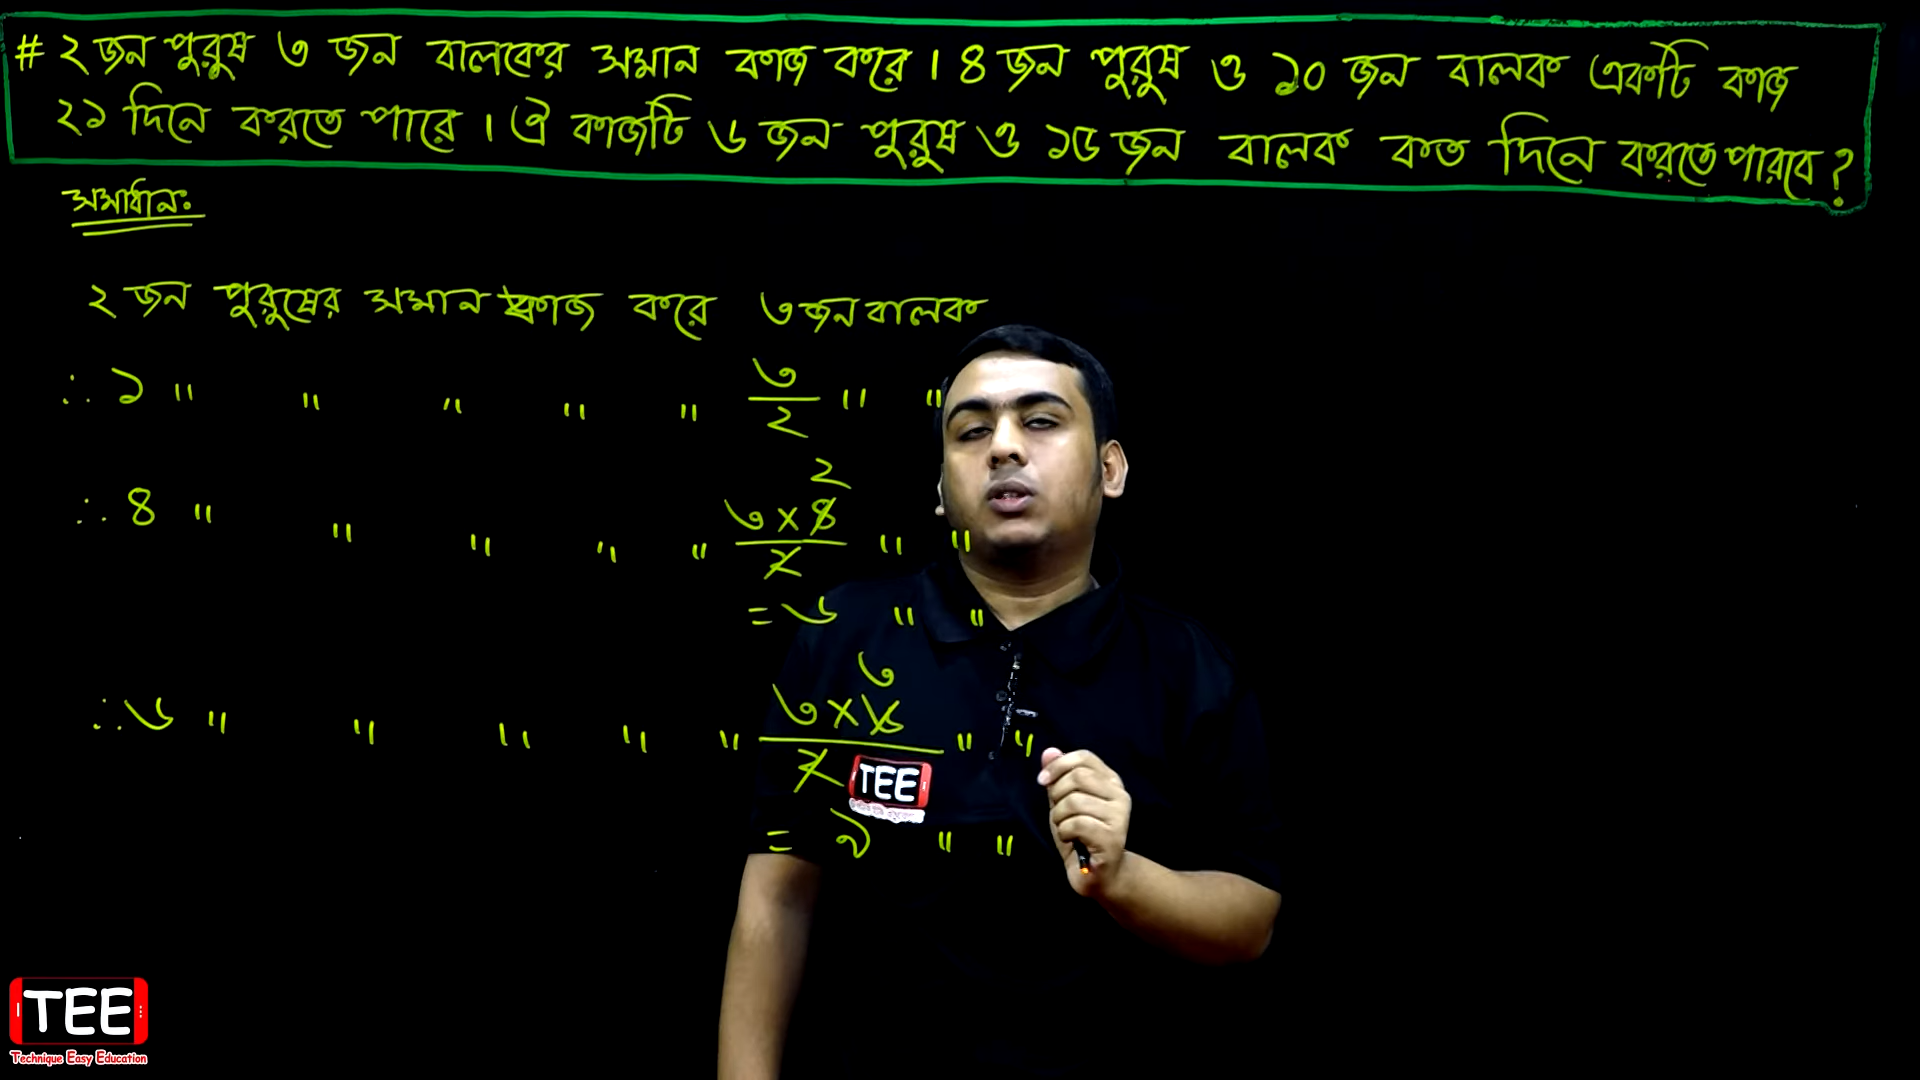 # ২ জন পুরুষ ৩ জন বালকের সমান কাজ করে । ৪ জন পুরুষ ও ১০ জন বালক একটি কাজ
২১ দিনে করতে পারে । ঐ কাজটি ৬ জন পুরুষ ও ১৫ জন বালক কত দিনে করতে পারবে ?
সমাধান:
২ জন পুরুষের সমান কাজ করে ৩ জন বালক
∴ ১ " " " " " ৩/২ " "
২
∴ ৪ " " " " " ৩ × ৪/২ " "
= ৬ " "
৩
∴ ৬ " " " " " ৩ × ৬/২ " "
TEE
= ৯ " "
TEE
Technique Easy Education